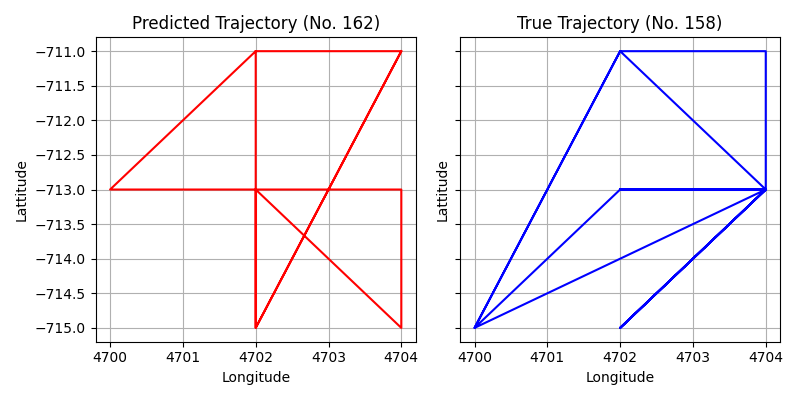 Predicted Trajectory (No. 162)
True Trajectory (No. 158)
−711.0
−711.5
−712.0
−712.5
−713.0
−713.5
−714.0
−714.5
−715.0
Lattitude
Lattitude
4700 4701 4702 4703 4704
4700 4701 4702 4703 4704
Longitude
Longitude